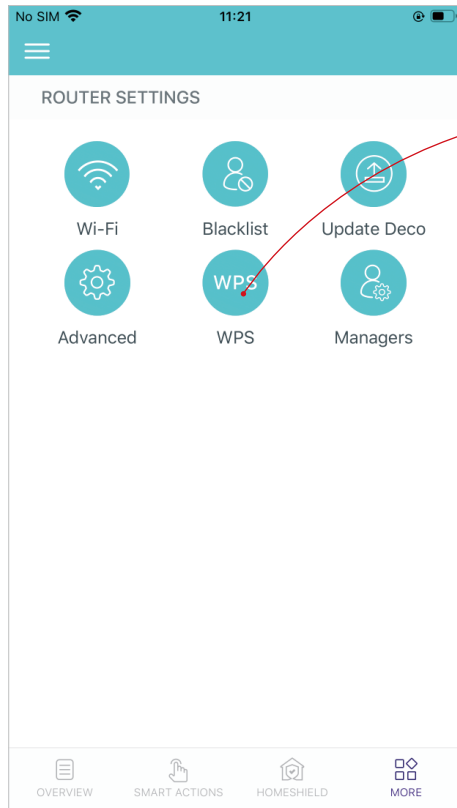 No SIM 11:21
ROUTER SETTINGS
Wi-Fi Blacklist Update Deco
WPS
Advanced WPS Managers
OVERVIEW SMART ACTIONS HOMESHIELD MORE